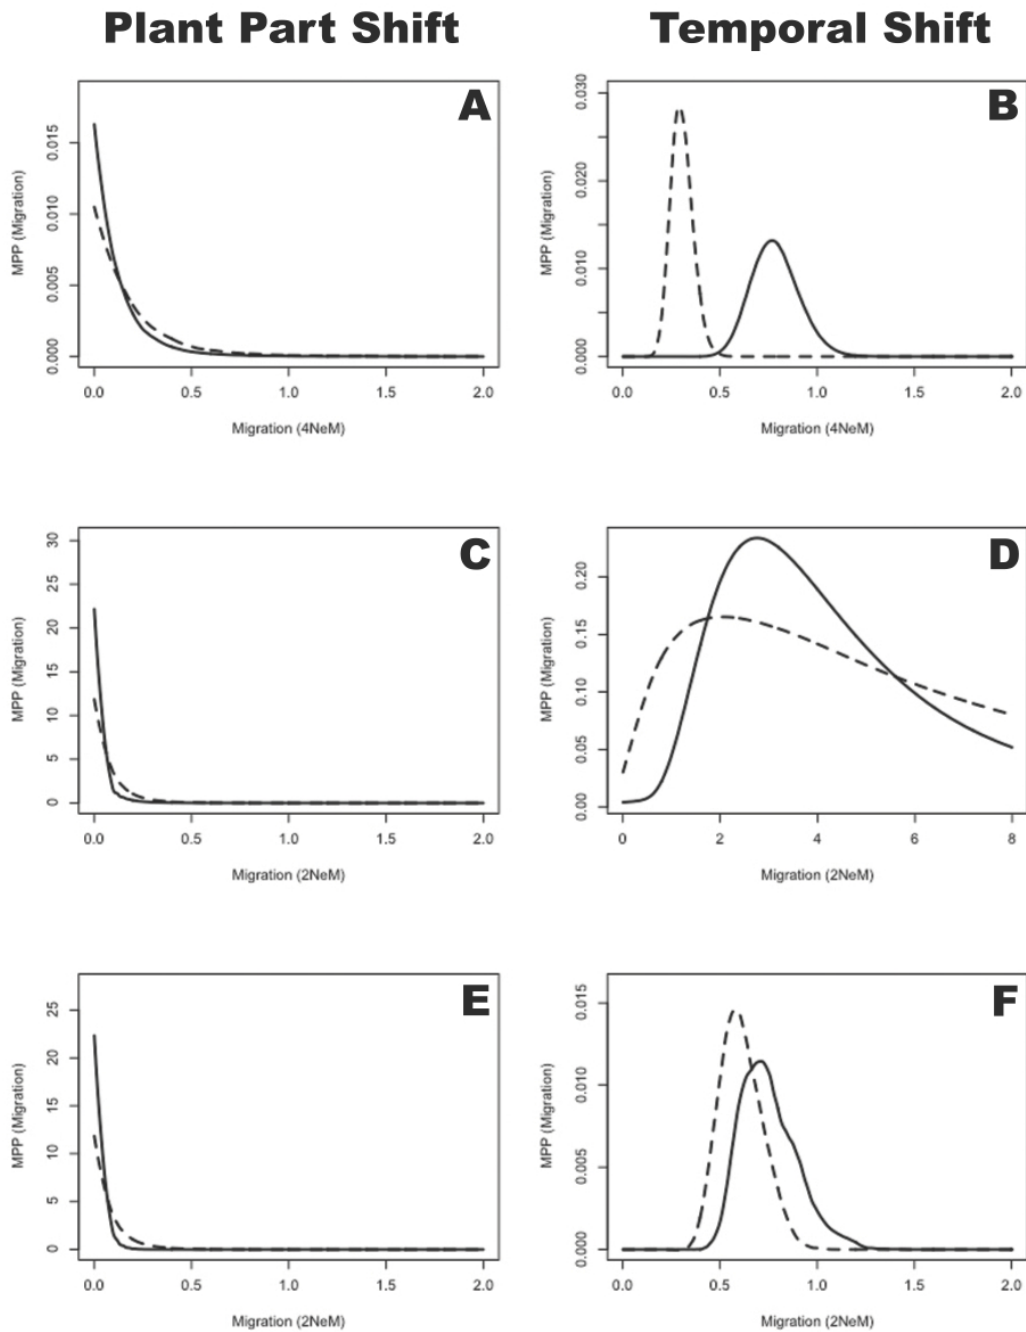 Plant Part Shift
Temporal Shift
A
MPP (Migration)
0.015
0.010
0.005
0.000
0.0 0.5 1.0 1.5 2.0
Migration (4NeM)
B
MPP (Migration)
0.030
0.020
0.010
0.000
0.0 0.5 1.0 1.5 2.0
Migration (4NeM)
C
MPP (Migration)
30
25
20
15
10
5
0
0.0 0.5 1.0 1.5 2.0
Migration (2NeM)
D
MPP (Migration)
0.20
0.15
0.10
0.05
0.00
0 2 4 6 8
Migration (2NeM)
E
MPP (Migration)
25
20
15
10
5
0
0.0 0.5 1.0 1.5 2.0
Migration (2NeM)
F
MPP (Migration)
0.015
0.010
0.005
0.000
0.0 0.5 1.0 1.5 2.0
Migration (2NeM)